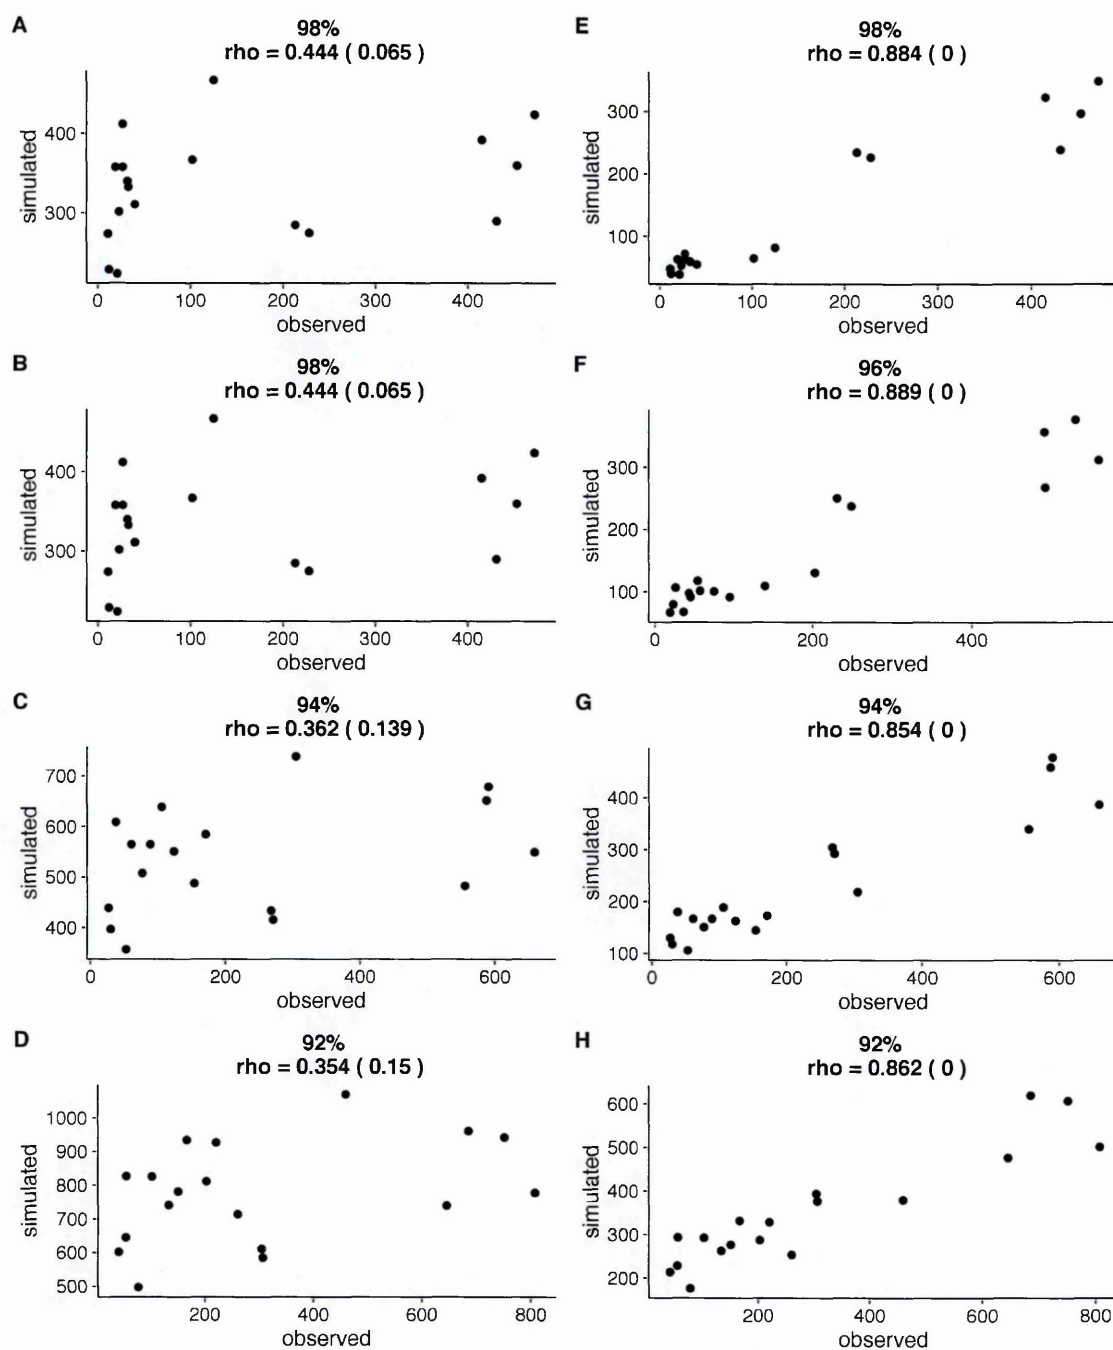 A
98%
rho = 0.444 ( 0.065 )
simulated
400
300
0 100 200 300 400
observed
E
98%
rho = 0.884 ( 0 )
simulated
300
200
100
0 100 200 300 400
observed
B
98%
rho = 0.444 ( 0.065 )
simulated
400
300
0 100 200 300 400
observed
F
96%
rho = 0.889 ( 0 )
simulated
300
200
100
0 200 400
observed
C
94%
rho = 0.362 ( 0.139 )
simulated
700
600
500
400
0 200 400 600
observed
G
94%
rho = 0.854 ( 0 )
simulated
400
300
200
100
0 200 400 600
observed
D
92%
rho = 0.354 ( 0.15 )
simulated
1000
900
800
700
600
500
200 400 600 800
observed
H
92%
rho = 0.862 ( 0 )
simulated
600
500
400
300
200
200 400 600 800
observed